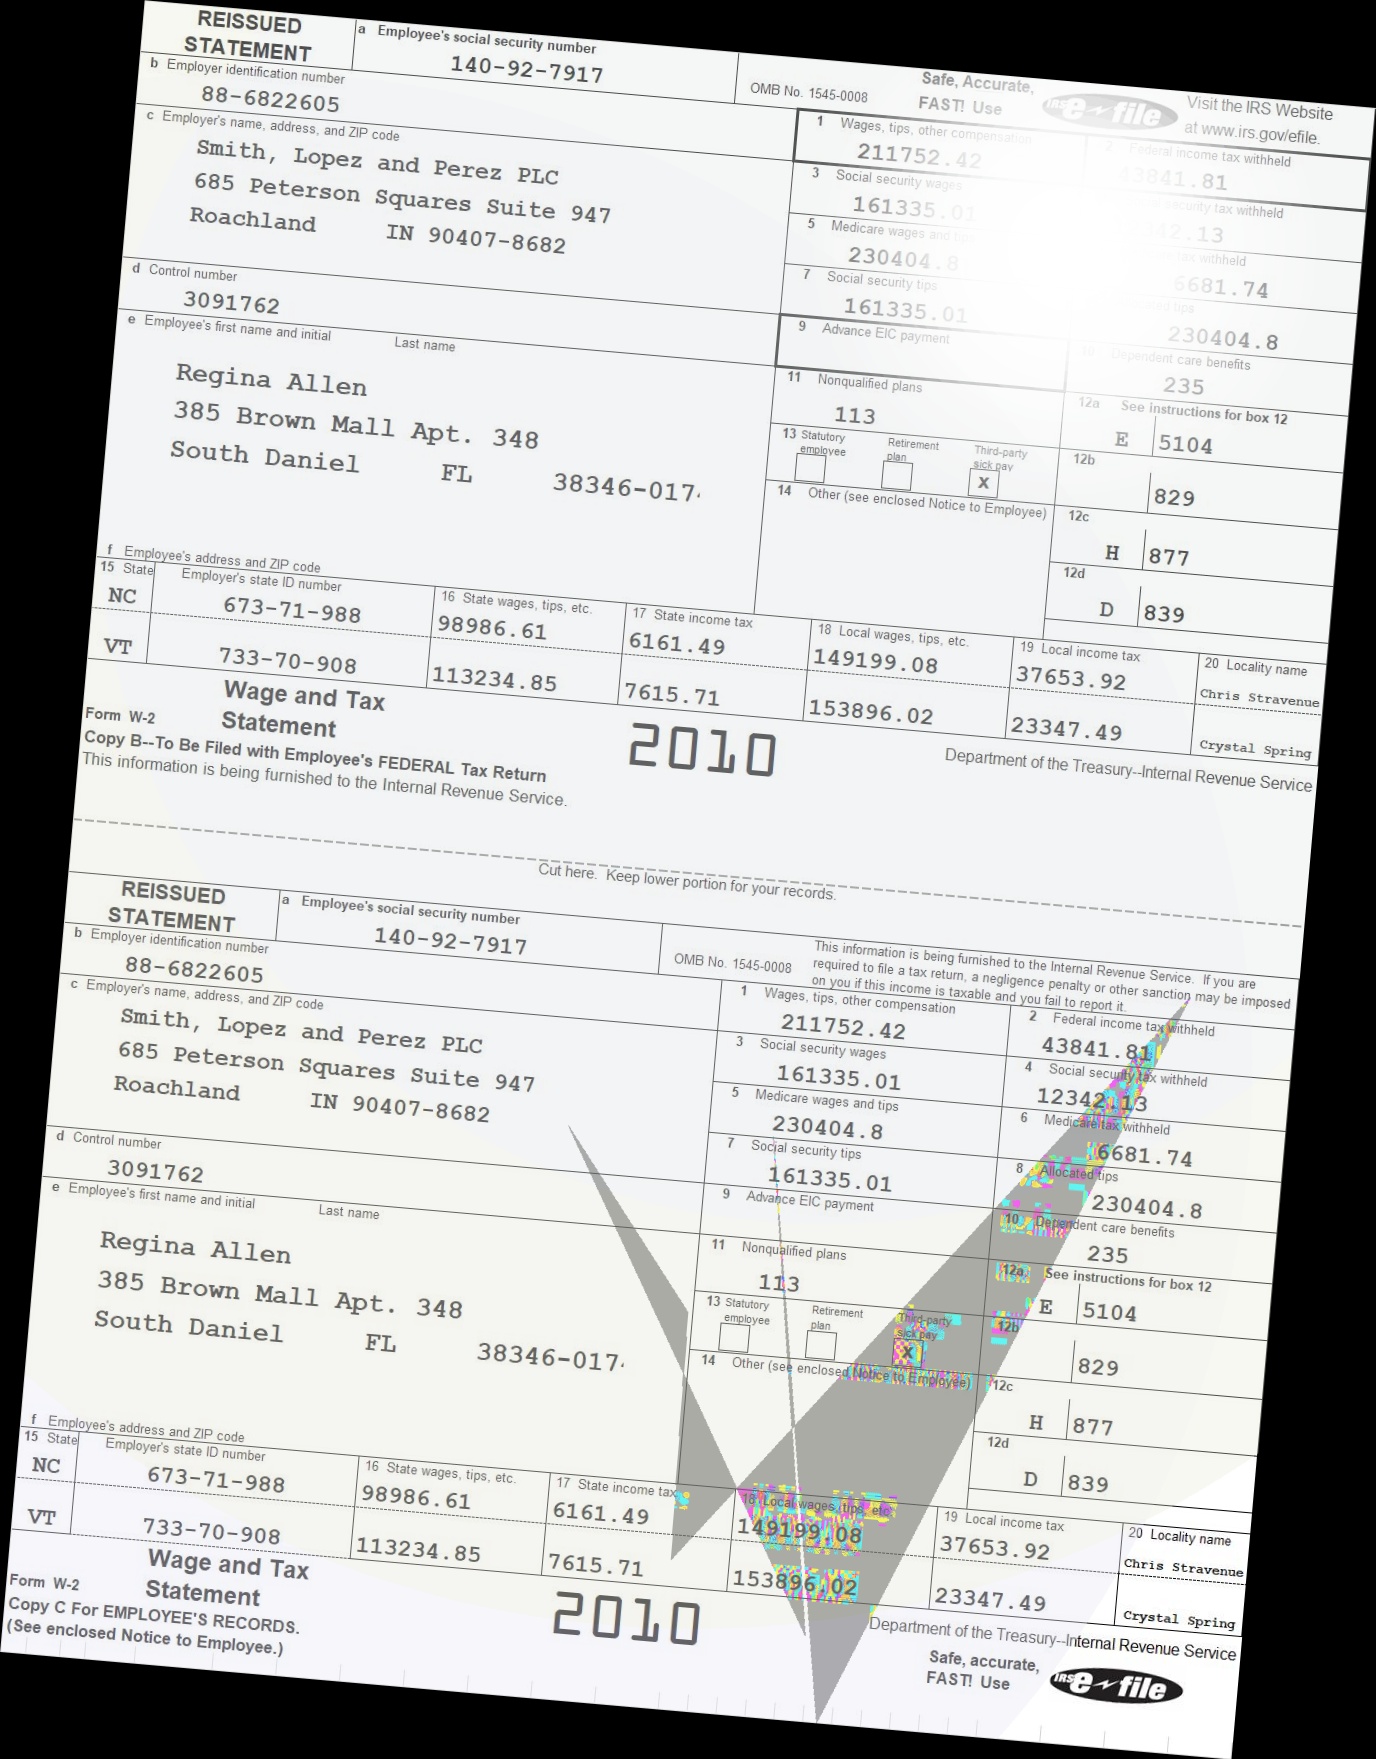 REISSUED
STATEMENT
a Employee's social security number
140-92-7917
OMB No. 1545-0008
Safe, Accurate,
FAST! Use
IRS e-file
Visit the IRS Website
at www.irs.gov/efile.
b Employer identification number
88-6822605
c Employer's name, address, and ZIP code
Smith, Lopez and Perez PLC
685 Peterson Squares Suite 947
Roachland IN 90407-8682
1 Wages, tips, other compensation
211752.42
2 Federal income tax withheld
43841.81
3 Social security wages
161335.01
security tax withheld
42.13
5 Medicare wages and tips
230404.8
tax withheld
6681.74
7 Social security tips
161335.01
tips
230404.8
d Control number
3091762
9 Advance EIC payment
10 Dependent care benefits
235
e Employee's first name and initial Last name
Regina Allen
385 Brown Mall Apt. 348
South Daniel FL 38346-017
11 Nonqualified plans
113
12a See instructions for box 12
E 5104
13 Statutory employee
Retirement plan
Third-party sick pay
X
12b
829
14 Other (see enclosed Notice to Employee)
12c
H 877
12d
D 839
f Employee's address and ZIP code
15 State Employer's state ID number
16 State wages, tips, etc.
17 State income tax
18 Local wages, tips, etc.
19 Local income tax
20 Locality name
NC 673-71-988 98986.61 6161.49 149199.08 37653.92 Chris Stravenue
VT 733-70-908 113234.85 7615.71 153896.02 23347.49 Crystal Spring
Form W-2
Wage and Tax
Statement
2010
Department of the Treasury--Internal Revenue Service
Copy B--To Be Filed with Employee's FEDERAL Tax Return
This information is being furnished to the Internal Revenue Service.
Cut here. Keep lower portion for your records.
REISSUED
STATEMENT
a Employee's social security number
140-92-7917
OMB No. 1545-0008
This information is being furnished to the Internal Revenue Service. If you are
required to file a tax return, a negligence penalty or other sanction may be imposed
on you if this income is taxable and you fail to report it.
b Employer identification number
88-6822605
c Employer's name, address, and ZIP code
Smith, Lopez and Perez PLC
685 Peterson Squares Suite 947
Roachland IN 90407-8682
1 Wages, tips, other compensation
211752.42
2 Federal income tax withheld
43841.81
3 Social security wages
161335.01
4 Social security tax withheld
12342.13
5 Medicare wages and tips
230404.8
6 Medicare tax withheld
6681.74
7 Social security tips
161335.01
8 Allocated tips
230404.8
d Control number
3091762
9 Advance EIC payment
10 Dependent care benefits
235
e Employee's first name and initial Last name
Regina Allen
385 Brown Mall Apt. 348
South Daniel FL 38346-017
11 Nonqualified plans
113
12a See instructions for box 12
E 5104
13 Statutory employee
Retirement plan
Third-party sick pay
X
12b
829
14 Other (see enclosed Notice to Employee)
12c
H 877
12d
D 839
f Employee's address and ZIP code
15 State Employer's state ID number
16 State wages, tips, etc.
17 State income tax
18 Local wages, tips, etc.
19 Local income tax
20 Locality name
NC 673-71-988 98986.61 6161.49 149199.08 37653.92 Chris Stravenue
VT 733-70-908 113234.85 7615.71 153896.02 23347.49 Crystal Spring
Form W-2
Wage and Tax
Statement
2010
Department of the Treasury--Internal Revenue Service
Copy C For EMPLOYEE'S RECORDS.
(See enclosed Notice to Employee.)
Safe, accurate,
FAST! Use
IRS e-file